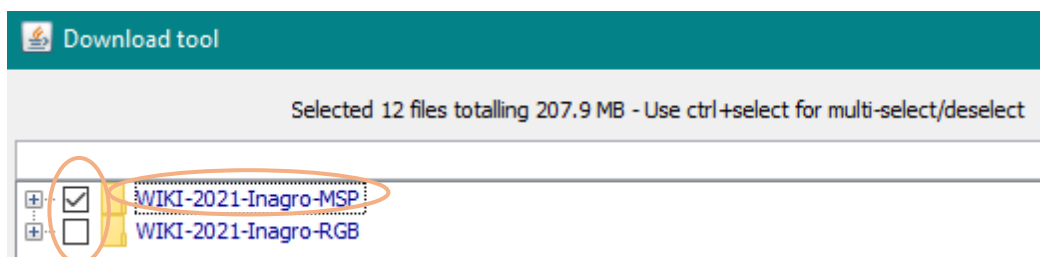 Download tool
Selected 12 files totalling 207.9 MB - Use ctrl+select for multi-select/deselect
WIKI-2021-Inagro-MSP
WIKI-2021-Inagro-RGB